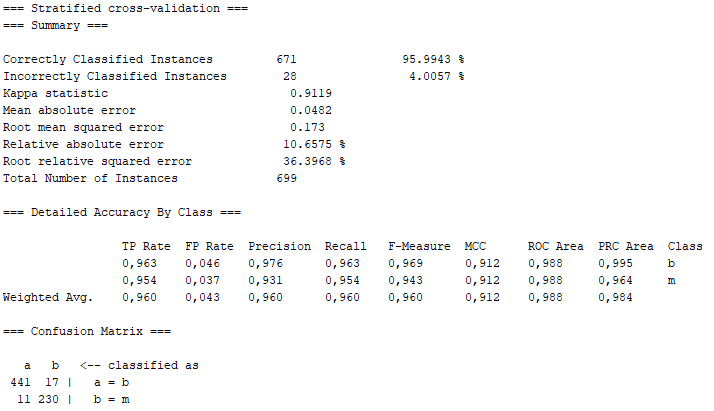 === Stratified cross-validation ===
=== Summary ===
Correctly Classified Instances 671 95.9943 %
Incorrectly Classified Instances 28 4.0057 %
Kappa statistic 0.9119
Mean absolute error 0.0482
Root mean squared error 0.173
Relative absolute error 10.6575 %
Root relative squared error 36.3968 %
Total Number of Instances 699
=== Detailed Accuracy By Class ===
TP Rate FP Rate Precision Recall F-Measure MCC ROC Area PRC Area Class
0,963 0,046 0,976 0,963 0,969 0,912 0,988 0,995 b
0,954 0,037 0,931 0,954 0,943 0,912 0,988 0,964 m
Weighted Avg. 0,960 0,043 0,960 0,960 0,960 0,912 0,988 0,984
=== Confusion Matrix ===
a b <-- classified as
441 17 | a = b
11 230 | b = m